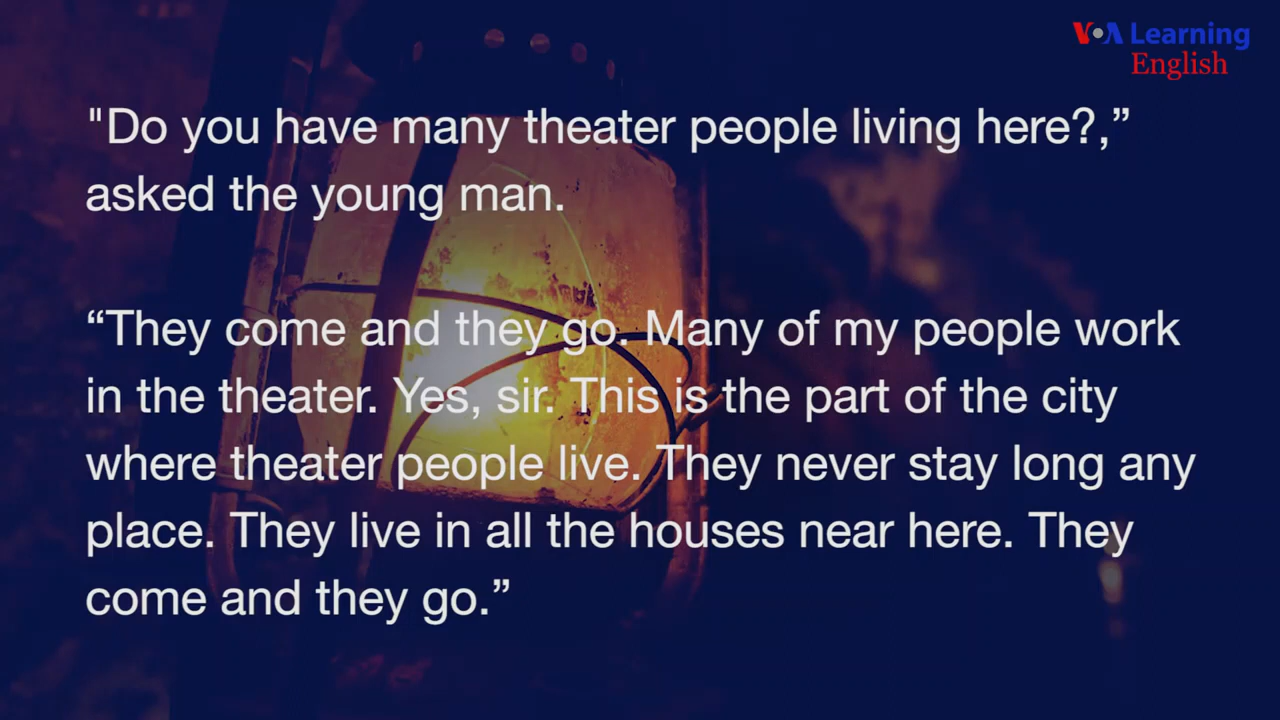 VOA Learning
English
"Do you have many theater people living here?,”
asked the young man.
“They come and they go. Many of my people work
in the theater. Yes, sir. This is the part of the city
where theater people live. They never stay long any
place. They live in all the houses near here. They
come and they go.”